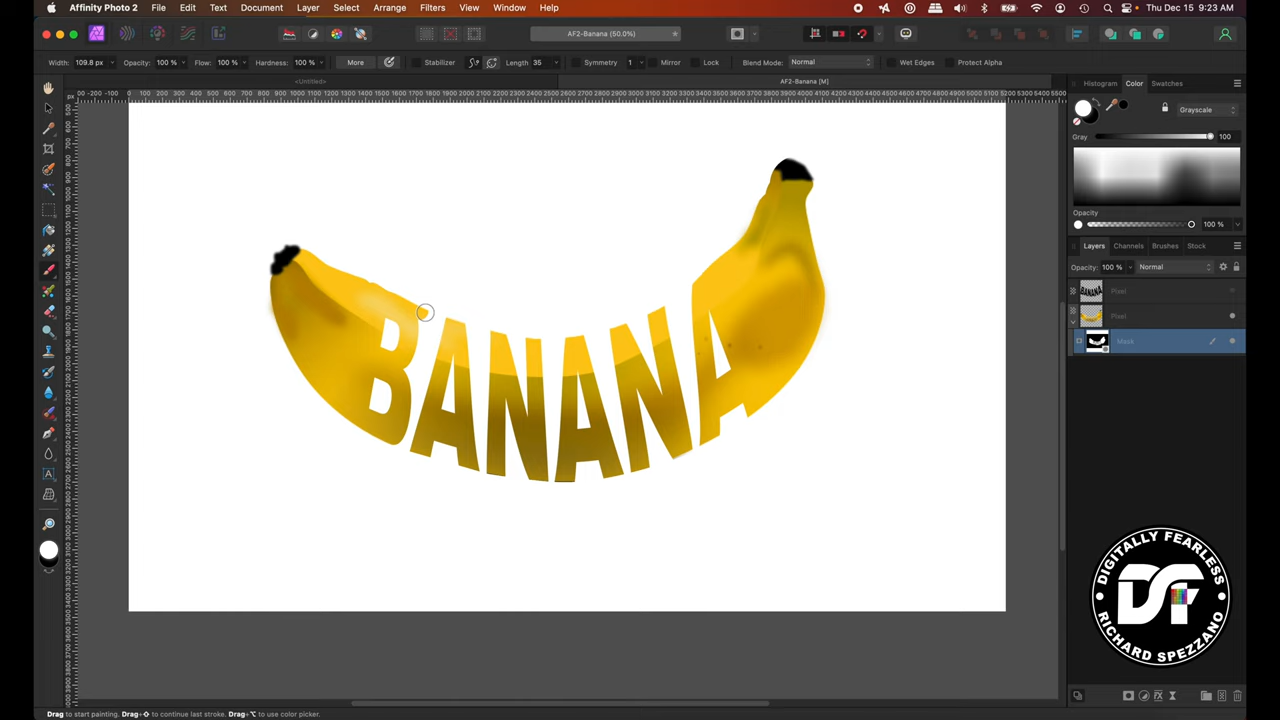 Affinity Photo 2 File Edit Text Document Layer Select Arrange Filters View Window Help Thu Dec 15 9:23 AM
AF2-Banana (50.0%)
Width: 109.8 px Opacity: 100 % Flow: 100 % Hardness: 100 % More Stabilizer Length 35 Symmetry 1 Mirror Lock Blend Mode: Normal Wet Edges Protect Alpha
<Untitled> AF2-Banana [M]
Histogram Color Swatches
Grayscale
Gray 100
Opacity
100 %
Layers Channels Brushes Stock
Opacity: 100 % Normal
BANANA Pixel
Pixel
Mask
BANANA
DIGITALLY FEARLESS
DF
RICHARD SPEZZANO
Drag to start painting. Drag+⇧ to continue last stroke. Drag+⌥ to use color picker.